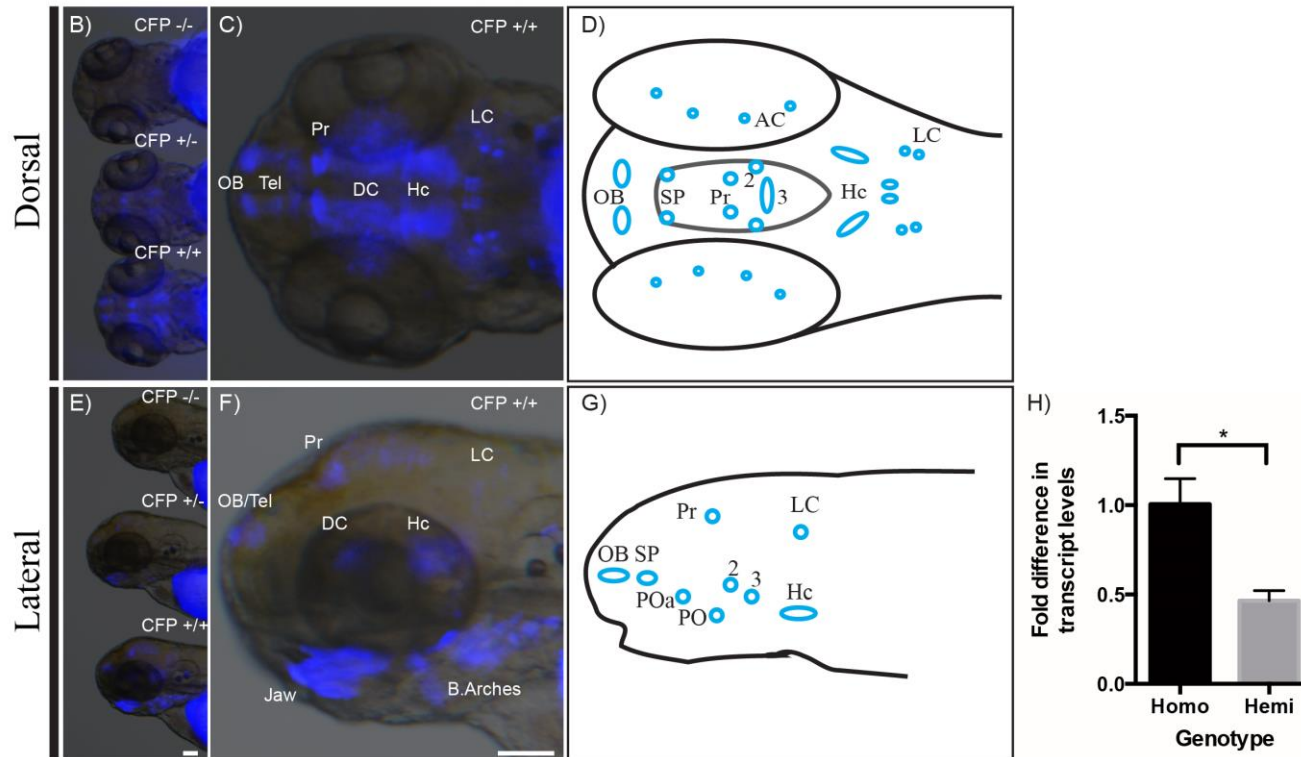 Dorsal
B)
CFP -/-
CFP +/-
CFP +/+
C)
CFP +/+
Pr
LC
OB Tel DC Hc
D)
AC
LC
OB SP Pr 2 3 Hc
Lateral
E)
CFP -/-
CFP +/-
CFP +/+
F)
CFP +/+
Pr
LC
OB/Tel
DC Hc
Jaw
B.Arches
G)
Pr LC
OB SP
2 3 Hc
POa
PO
H)
Fold difference in
transcript levels
1.5
1.0
0.5
0.0
*
Homo Hemi
Genotype